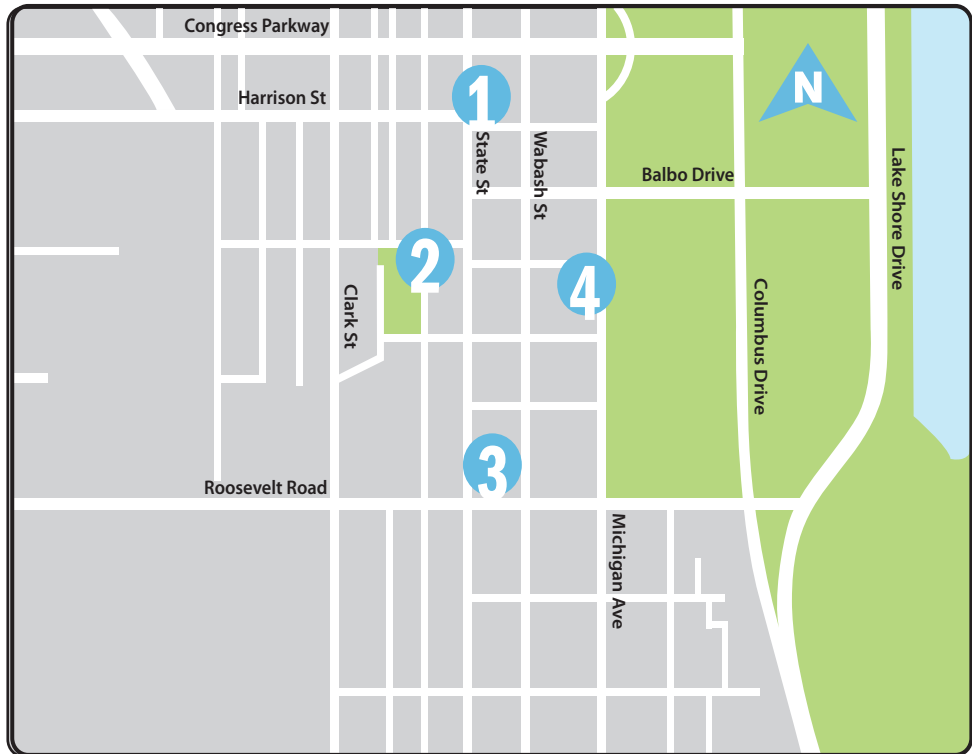 Congress Parkway
N
1
Harrison St
State St
Wabash St
Balbo Drive
Lake Shore Drive
2
4
Clark St
Columbus Drive
3
Roosevelt Road
Michigan Ave